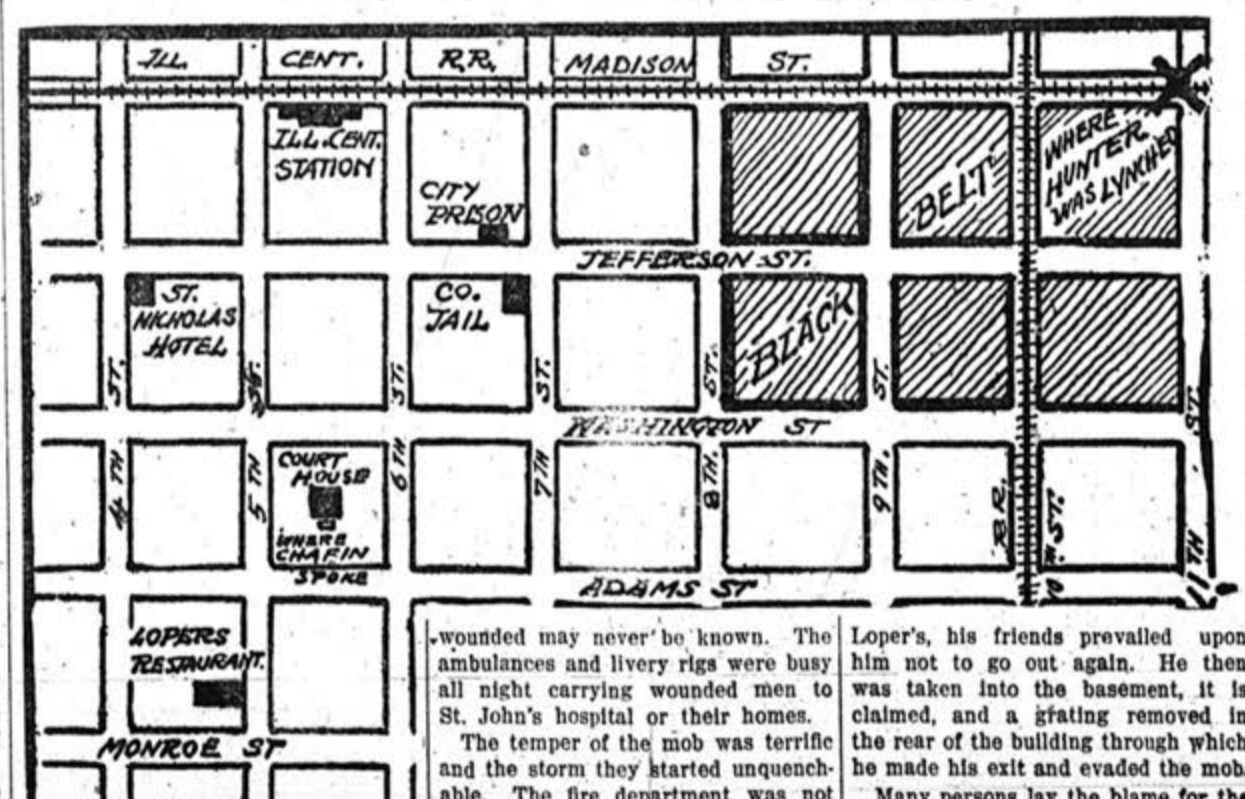 ILL. CENT. R.R. MADISON ST.
ILL. CENT.
STATION
CITY
PRISON
BELT
WHERE
HUNTER
WAS LYNCHED
JEFFERSON ST.
ST.
NICHOLAS
HOTEL
CO.
JAIL
BLACK
WASHINGTON ST
4TH ST.
5TH ST.
6TH ST.
7TH ST.
8TH. ST.
9TH. ST.
10 ST.
11TH ST.
COURT
HOUSE
WHERE
CHAFIN
SPOKE
ADAMS ST
LOPERS
RESTAURANT.
MONROE ST
wounded may never be known. The
ambulances and livery rigs were busy
all night carrying wounded men to
St. John's hospital or their homes.
The temper of the mob was terrific
and the storm they started unquench-
able. The fire department was not
Loper's, his friends prevailed upon
him not to go out again. He then
was taken into the basement, it is
claimed, and a grating removed in
the rear of the building through which
he made his exit and evaded the mob.
Many persons lay the blame for the